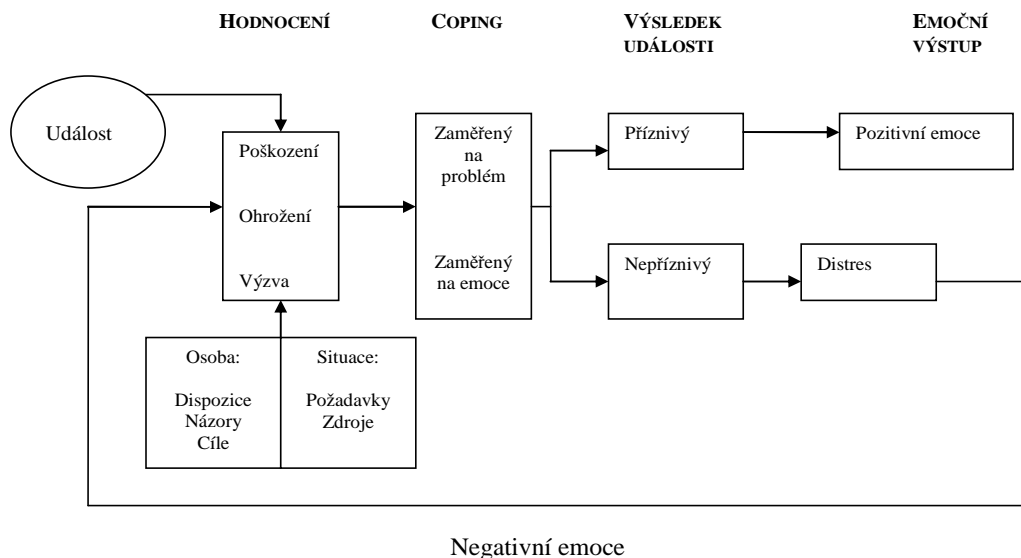 HODNOCENÍ
COPING
VÝSLEDEK
UDÁLOSTI
EMOČNÍ
VÝSTUP
Událost
Poškození
Ohrožení
Výzva
Zaměřený
na
problém
Zaměřený
na emoce
Příznivý
Pozitivní emoce
Nepříznivý
Distres
Osoba:
Dispozice
Názory
Cíle
Situace:
Požadavky
Zdroje
Negativní emoce